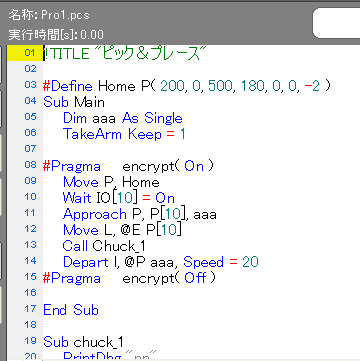 名称: Pro1.pcs
実行時間[s]: 0.00
01 !TITLE "ピック＆プレース"
02
03 #Define Home P( 200, 0, 500, 180, 0, 0, -2 )
04 Sub Main
05 Dim aaa As Single
06 TakeArm Keep = 1
07
08 #Pragma encrypt( On )
09 Move P, Home
10 Wait IO[10] = On
11 Approach P, P[10], aaa
12 Move L, @E P[10]
13 Call Chuck_1
14 Depart l, @P aaa, Speed = 20
15 #Pragma encrypt( Off )
16
17 End Sub
18
19 Sub chuck_1
20 PrintDbg "pp"